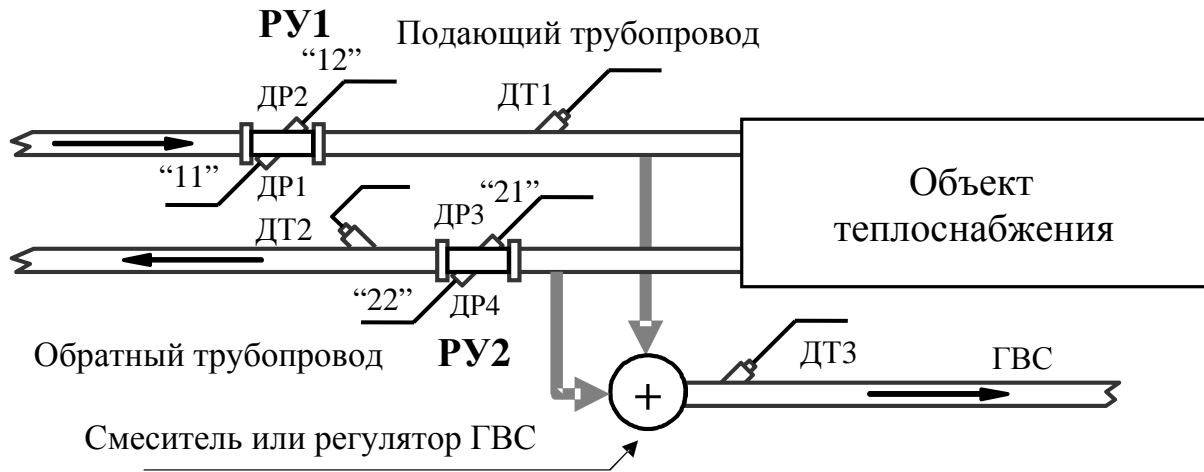 РУ1
Подающий трубопровод
“12”
ДР2
ДТ1
“11”
ДР1
Объект
теплоснабжения
“21”
ДР3
ДТ2
“22”
ДР4
Обратный трубопровод
РУ2
ДТ3
ГВС
+
Смеситель или регулятор ГВС